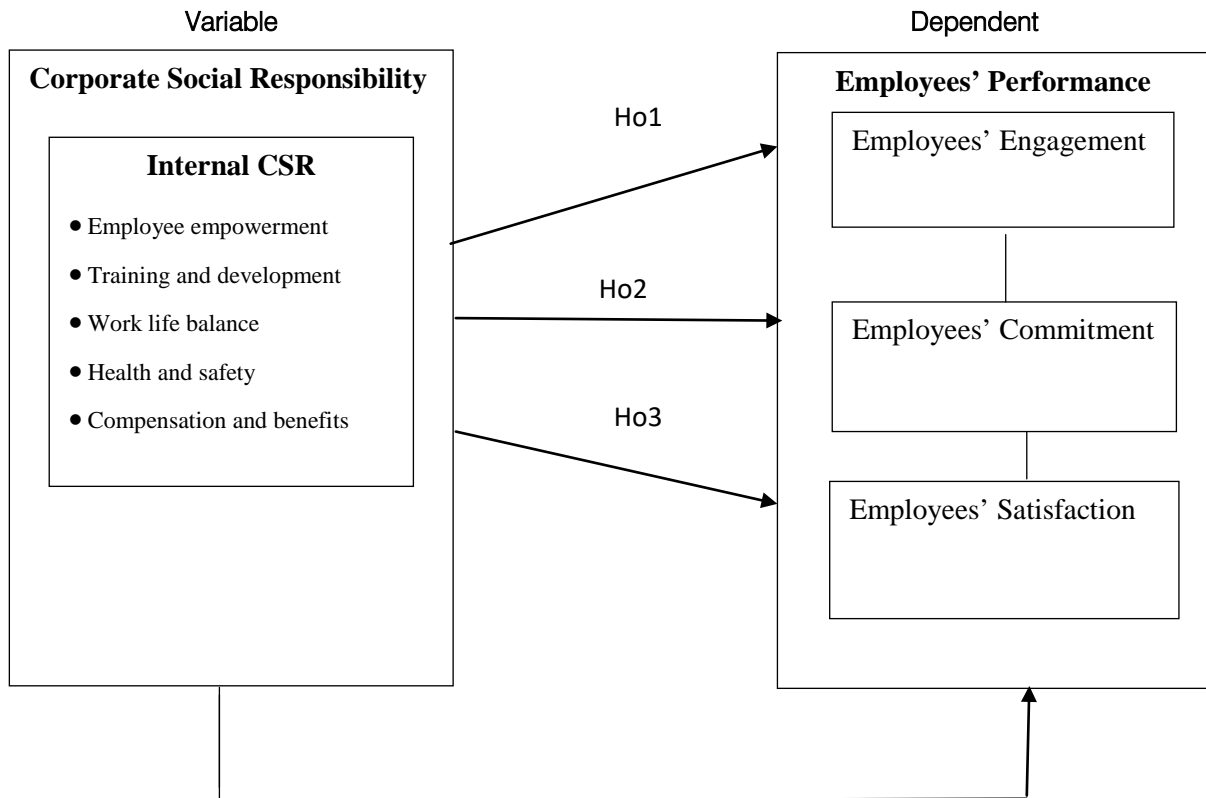 Variable
Dependent
Corporate Social Responsibility
Internal CSR
• Employee empowerment
• Training and development
• Work life balance
• Health and safety
• Compensation and benefits
Ho1
Ho2
Ho3
Employees’ Performance
Employees’ Engagement
Employees’ Commitment
Employees’ Satisfaction